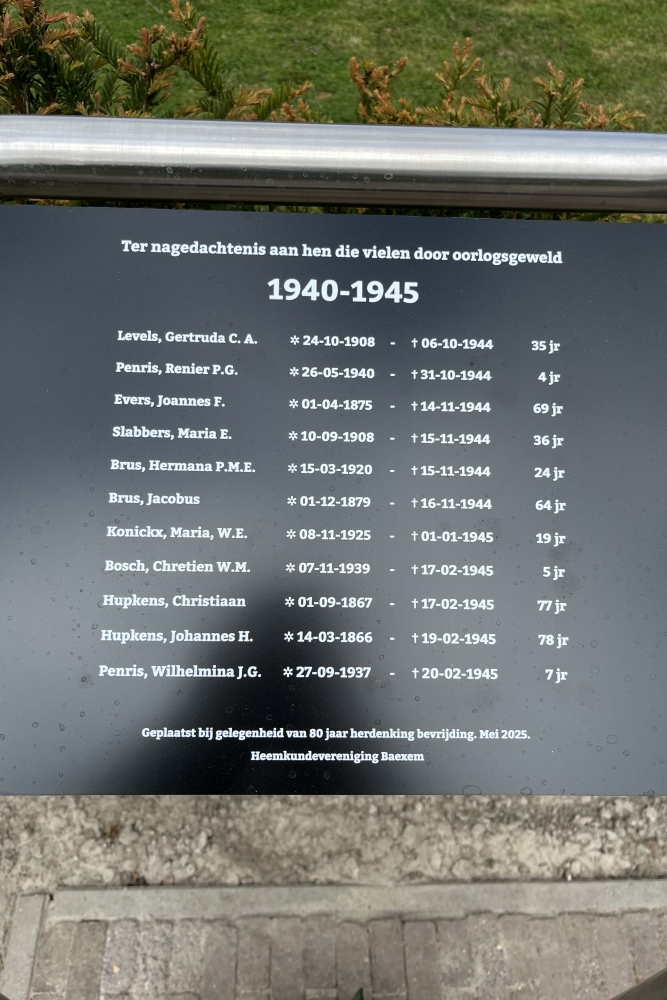 Ter nagedachtenis aan hen die vielen door oorlogsgeweld
1940-1945
Levels, Gertruda C. A. ✲ 24-10-1908 - † 06-10-1944 35 jr
Penris, Renier P.G. ✲ 26-05-1940 - † 31-10-1944 4 jr
Evers, Joannes F. ✲ 01-04-1875 - † 14-11-1944 69 jr
Slabbers, Maria E. ✲ 10-09-1908 - † 15-11-1944 36 jr
Brus, Hermana P.M.E. ✲ 15-03-1920 - † 15-11-1944 24 jr
Brus, Jacobus ✲ 01-12-1879 - † 16-11-1944 64 jr
Konickx, Maria, W.E. ✲ 08-11-1925 - † 01-01-1945 19 jr
Bosch, Chretien W.M. ✲ 07-11-1939 - † 17-02-1945 5 jr
Hupkens, Christiaan ✲ 01-09-1867 - † 17-02-1945 77 jr
Hupkens, Johannes H. ✲ 14-03-1866 - † 19-02-1945 78 jr
Penris, Wilhelmina J.G. ✲ 27-09-1937 - † 20-02-1945 7 jr
Geplaatst bij gelegenheid van 80 jaar herdenking bevrijding. Mei 2025.
Heemkundevereniging Baexem